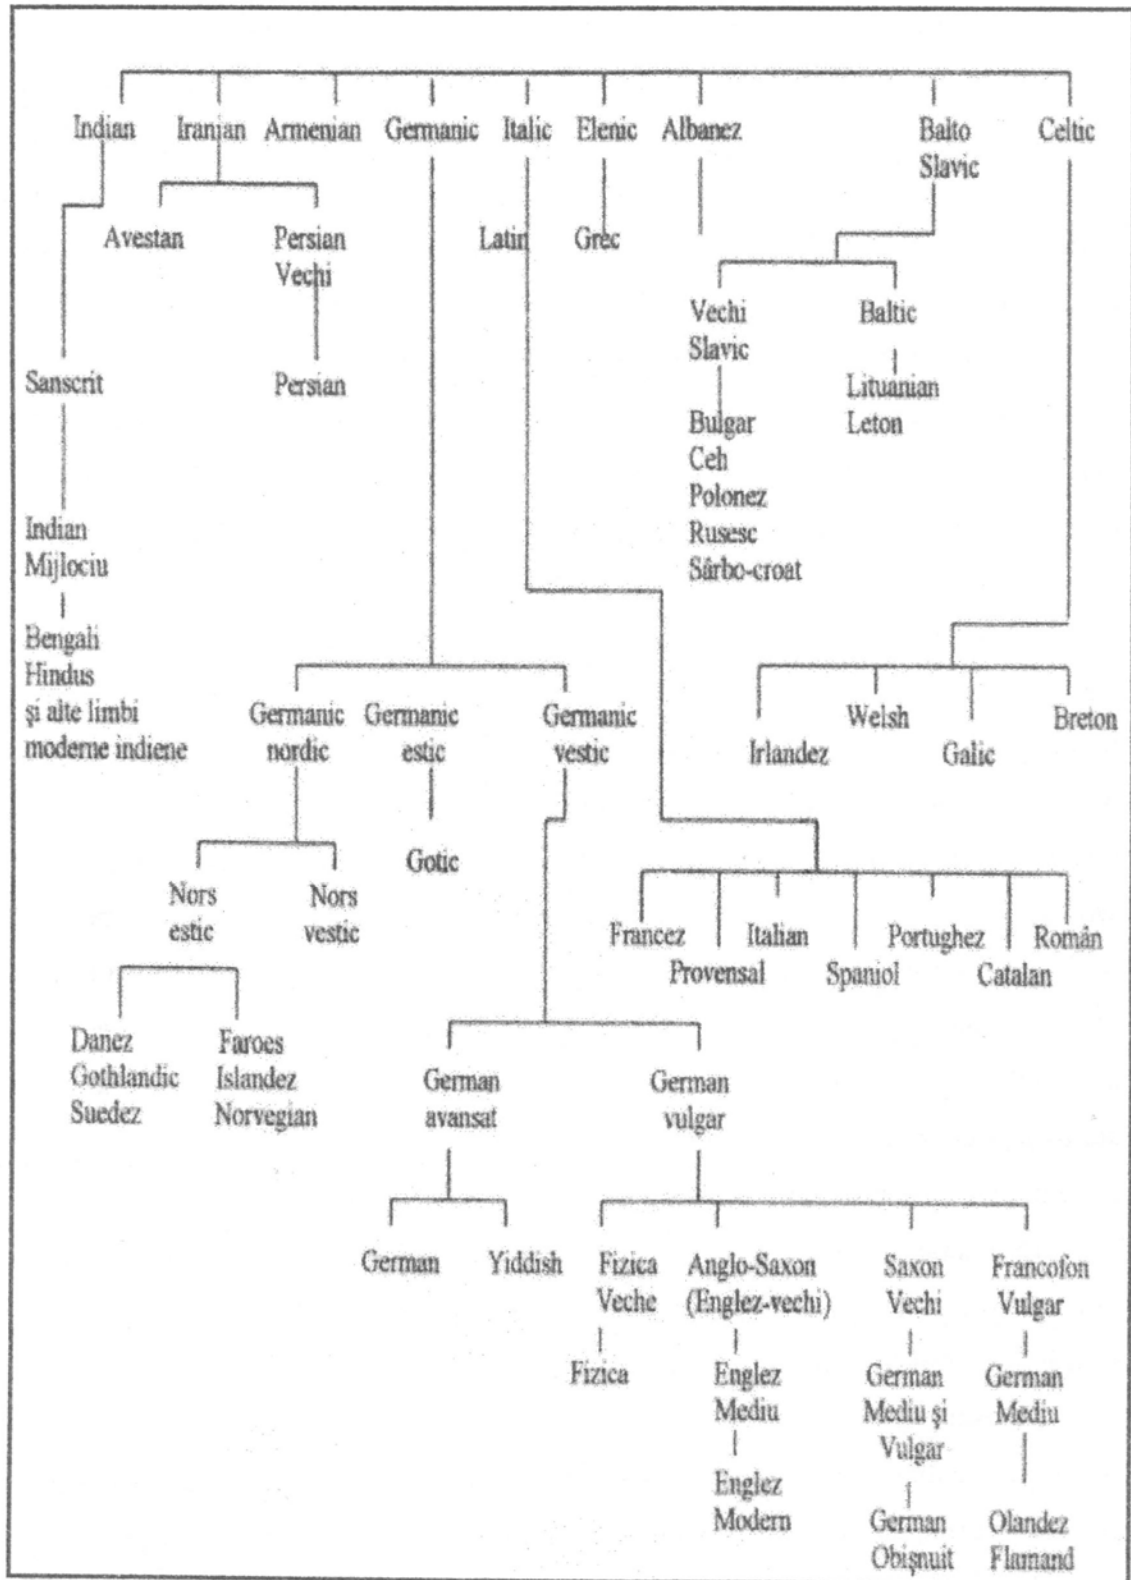 Indian Iranian Armenian Germanic Italic Elenic Albanez Balto Celtic
Slavic
Avestan Persian Latin Grec
Vechi
Vechi Baltic
Slavic
Sanscrit Persian Lituanian
Leton
Bulgar
Ceh
Polonez
Rusesc
Sârbo-croat
Indian
Mijlociu
Bengali
Hindus
și alte limbi
moderne indiene
Germanic Germanic Germanic
nordic estic vestic
Welsh Breton
Irlandez Galic
Gotic
Nors Nors
estic vestic
Francez Italian Portughez Român
Provensal Spaniol Catalan
Danez Faroes
Gothlandic Islandez
Suedez Norvegian
German German
avansat vulgar
German Yiddish Fizica Anglo-Saxon Saxon Francofon
Veche (Englez-vechi) Vechi Vulgar
Fizica Englez German German
Mediu Mediu și Mediu
Vulgar
Englez German Olandez
Modern Obișnuit Flamand